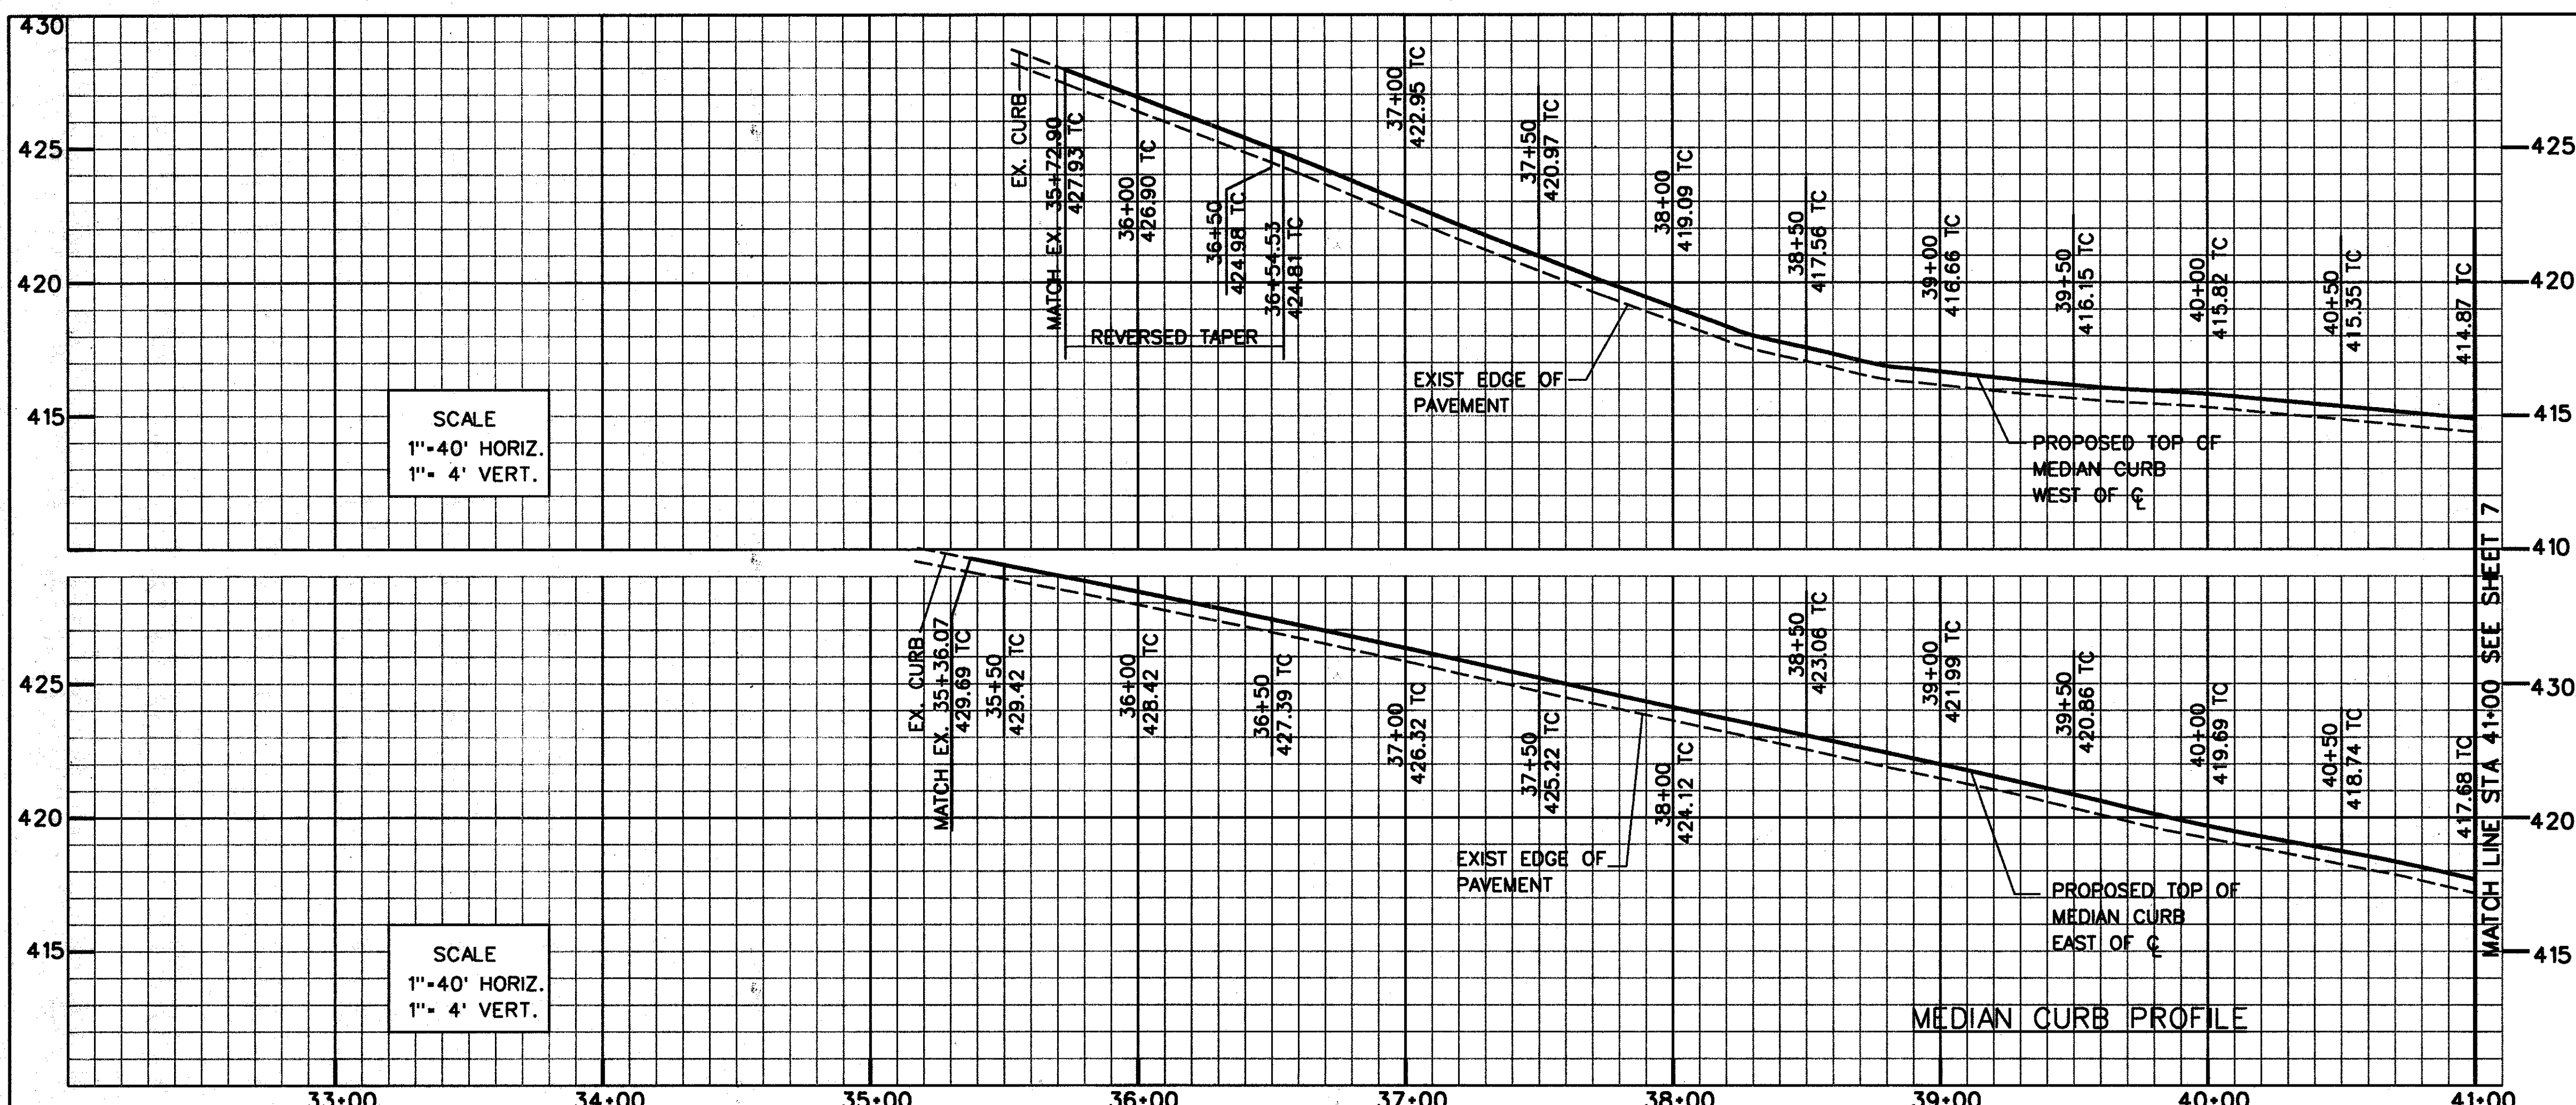 430
425
420
415
425
420
415
410
EX. CURB
MATCH EX. 35+72.90
427.93 TC
36+00
426.90 TC
36+50
424.98 TC
36+54.53
424.81 TC
REVERSED TAPER
37+00
422.95 TC
37+50
420.97 TC
38+00
419.09 TC
38+50
417.56 TC
39+00
416.66 TC
39+50
416.15 TC
40+00
415.82 TC
40+50
415.35 TC
414.87 TC
EXIST EDGE OF
PAVEMENT
PROPOSED TOP OF
MEDIAN CURB
WEST OF ℄
SCALE
1"=40' HORIZ.
1"= 4' VERT.
MATCH LINE STA 41+00 SEE SHEET 7
425
420
415
430
420
415
EX. CURB
MATCH EX. 35+36.07
429.69 TC
35+50
429.42 TC
36+00
428.42 TC
36+50
427.39 TC
37+00
426.32 TC
37+50
425.22 TC
38+00
424.12 TC
38+50
423.06 TC
39+00
421.99 TC
39+50
420.86 TC
40+00
419.69 TC
40+50
418.74 TC
417.68 TC
EXIST EDGE OF
PAVEMENT
PROPOSED TOP OF
MEDIAN CURB
EAST OF ℄
SCALE
1"=40' HORIZ.
1"= 4' VERT.
MEDIAN CURB PROFILE
33+00
34+00
35+00
36+00
37+00
38+00
39+00
40+00
41+00